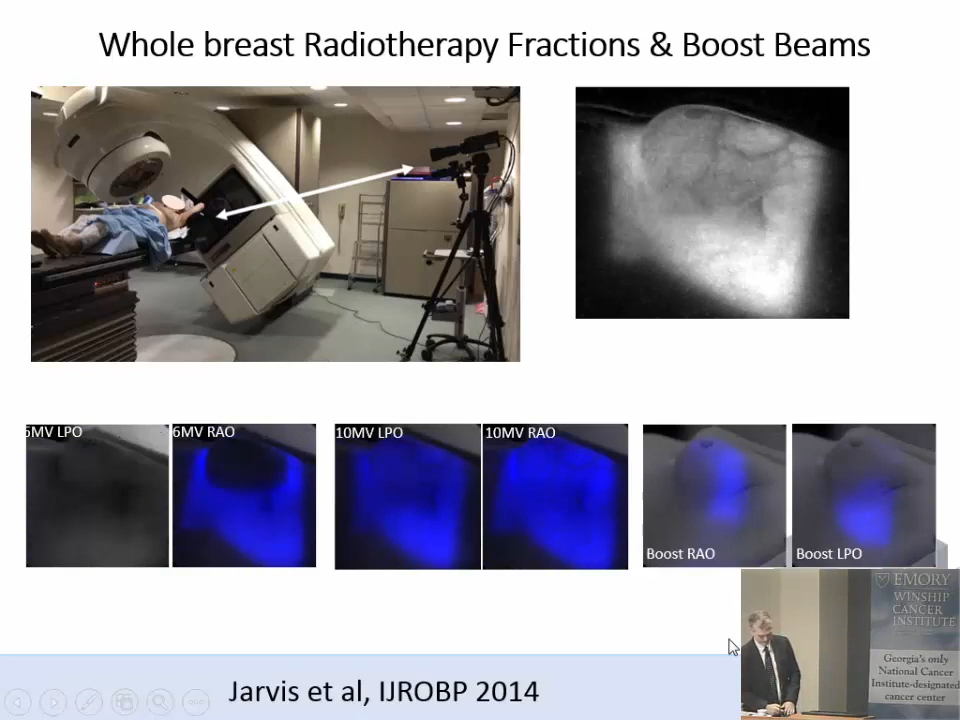 Whole breast Radiotherapy Fractions & Boost Beams
6MV LPO
6MV RAO
10MV LPO
10MV RAO
Boost RAO
Boost LPO
EMORY
WINSHIP
CANCER
INSTITUTE
Georgia's only
National Cancer
Institute-designated
cancer center
Jarvis et al, IJROBP 2014